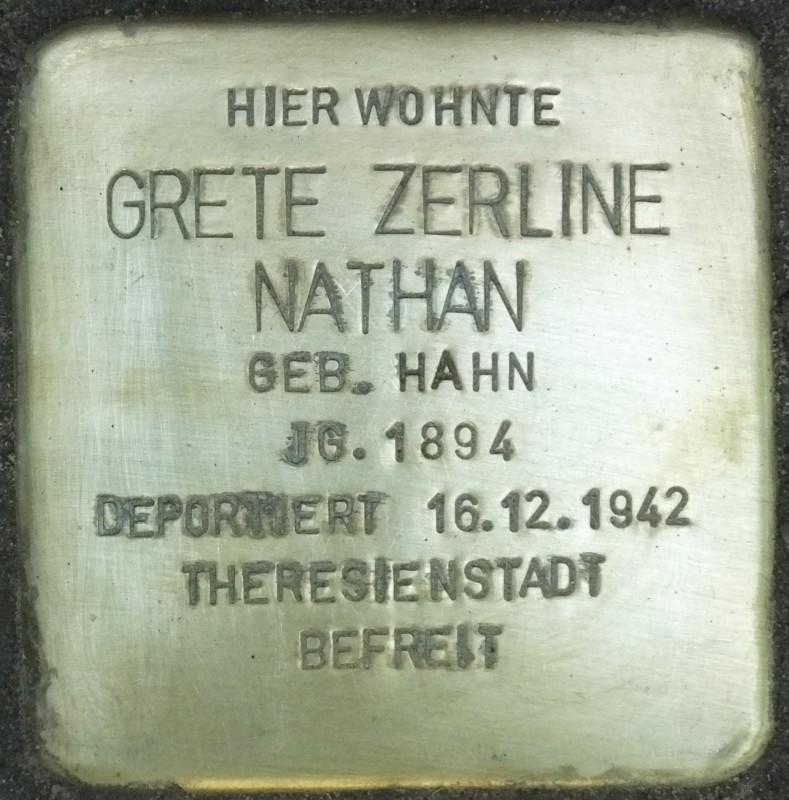 HIER WOHNTE
GRETE ZERLINE
NATHAN
GEB. HAHN
JG. 1894
DEPORTIERT 16.12.1942
THERESIENSTADT
BEFREIT